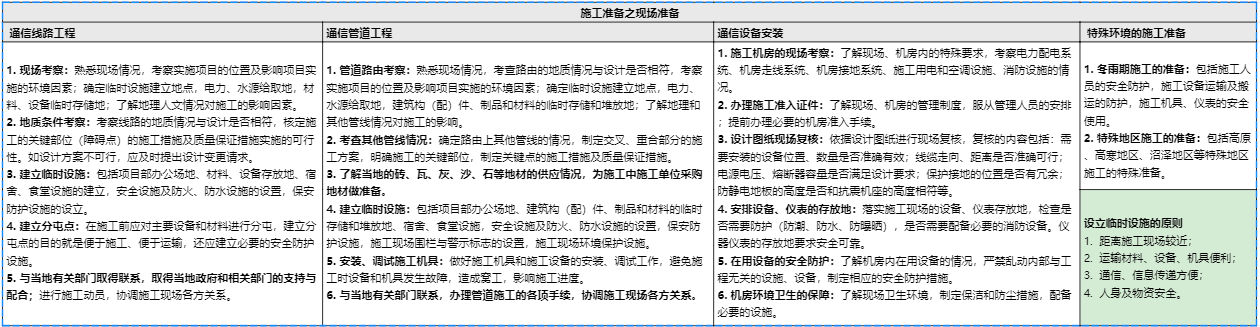 施工准备之现场准备
通信线路工程
1. 现场考察：熟悉现场情况，考察实施项目的位置及影响项目实
施的环境因素；确定临时设施建立地点，电力、水源给取地，材
料、设备临时存储地；了解地理人文情况对施工的影响因素。
2. 地质条件考察：考察线路的地质情况与设计是否相符，核定施
工的关键部位（障碍点）的施工措施及质量保证措施实施的可行
性。如设计方案不可行，应及时提出设计变更请求。
3. 建立临时设施：包括项目部办公场地、材料、设备存放地、宿
舍、食堂设施的建立，安全设施及防火、防水设施的设置，保安
防护设施的设立。
4. 建立分屯点：在施工前应对主要设备和材料进行分屯，建立分
屯点的目的就是便于施工、便于运输，还应建立必要的安全防护
设施。
5. 与当地有关部门取得联系，取得当地政府和相关部门的支持与
配合；进行施工动员，协调施工现场各方关系。
通信管道工程
1. 管道路由考察：熟悉现场情况，考查路由的地质情况与设计是否相符，考察
实施项目的位置及影响项目实施的环境因素；确定临时设施建立地点，电力、
水源给取地，建筑构（配）件、制品和材料的临时存储和堆放地；了解地理和
其他管线情况对施工的影响。
2. 考查其他管线情况：确定路由上其他管线的情况，制定交叉、重合部分的施
工方案，明确施工的关键部位，制定关键点的施工措施及质量保证措施。
3. 了解当地的砖、瓦、灰、沙、石等地材的供应情况，为施工中施工单位采购
地材做准备。
4. 建立临时设施：包括项目部办公场地、建筑构（配）件、制品和材料的临时
存储和堆放地、宿舍、食堂设施，安全设施及防火、防水设施的设置，保安防
护设施，施工现场围栏与警示标志的设置，施工现场环境保护设施。
5. 安装、调试施工机具：做好施工机具和施工设备的安装、调试工作，避免施
工时设备和机具发生故障，造成窝工，影响施工进度。
6. 与当地有关部门联系，办理管道施工的各项手续，协调施工现场各方关系。
通信设备安装
1. 施工机房的现场考察：了解现场、机房内的特殊要求，考察电力配电系
统、机房走线系统、机房接地系统、施工用电和空调设施、消防设施的情
况。
2. 办理施工准入证件：了解现场、机房的管理制度，服从管理人员的安排
；提前办理必要的机房准入手续。
3. 设计图纸现场复核：依据设计图纸进行现场复核，复核的内容包括：需
要安装的设备位置、数量是否准确有效；线缆走向、距离是否准确可行；
电源电压、熔断器容量是否满足设计要求；保护接地的位置是否有冗余；
防静电地板的高度是否和抗震机座的高度相符等。
4. 安排设备、仪表的存放地：落实施工现场的设备、仪表存放地，检查是
否需要防护（防潮、防水、防曝晒），是否需要配备必要的消防设备。仪
器仪表的存放地要求安全可靠。
5. 在用设备的安全防护：了解机房内在用设备的情况，严禁乱动内部与工
程无关的设施、设备，制定相应的安全防护措施。
6. 机房环境卫生的保障：了解现场卫生环境，制定保洁和防尘措施，配备
必要的设施。
特殊环境的施工准备
1. 冬雨期施工的准备：包括施工人
员的安全防护，施工设备运输及搬
运的防护，施工机具、仪表的安全
使用。
2. 特殊地区施工的准备：包括高原
、高寒地区、沼泽地区等特殊地区
施工的特殊准备。
设立临时设施的原则
1. 距离施工现场较近；
2. 运输材料、设备、机具便利；
3. 通信、信息传递方便；
4. 人身及物资安全。